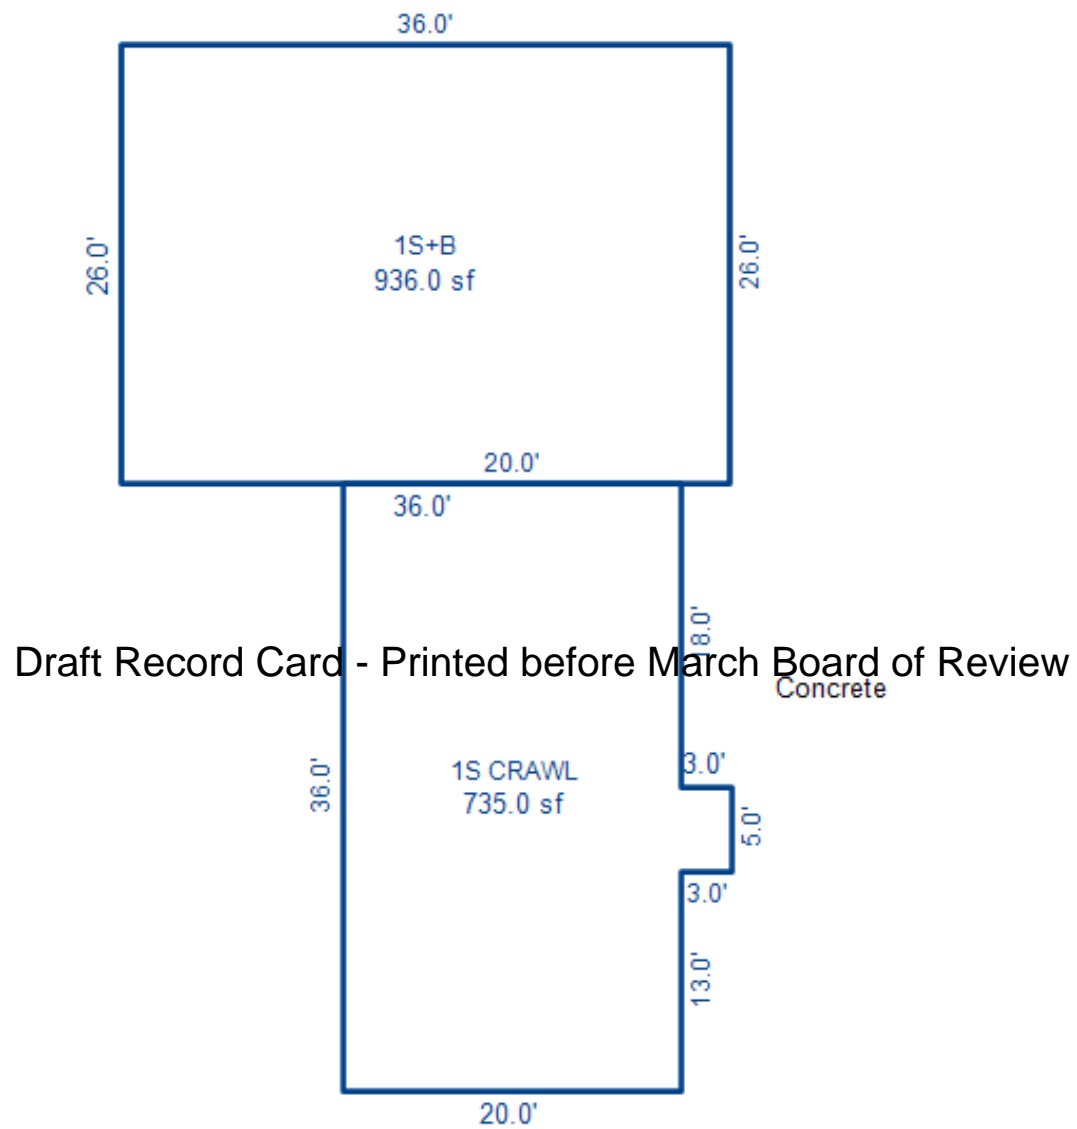 36.0'
26.0'
1S+B
936.0 sf
26.0'
20.0'
36.0'
18.0'
Draft Record Card - Printed before March Board of Review
Concrete
36.0'
1S CRAWL
735.0 sf
3.0'
5.0'
3.0'
13.0'
20.0'